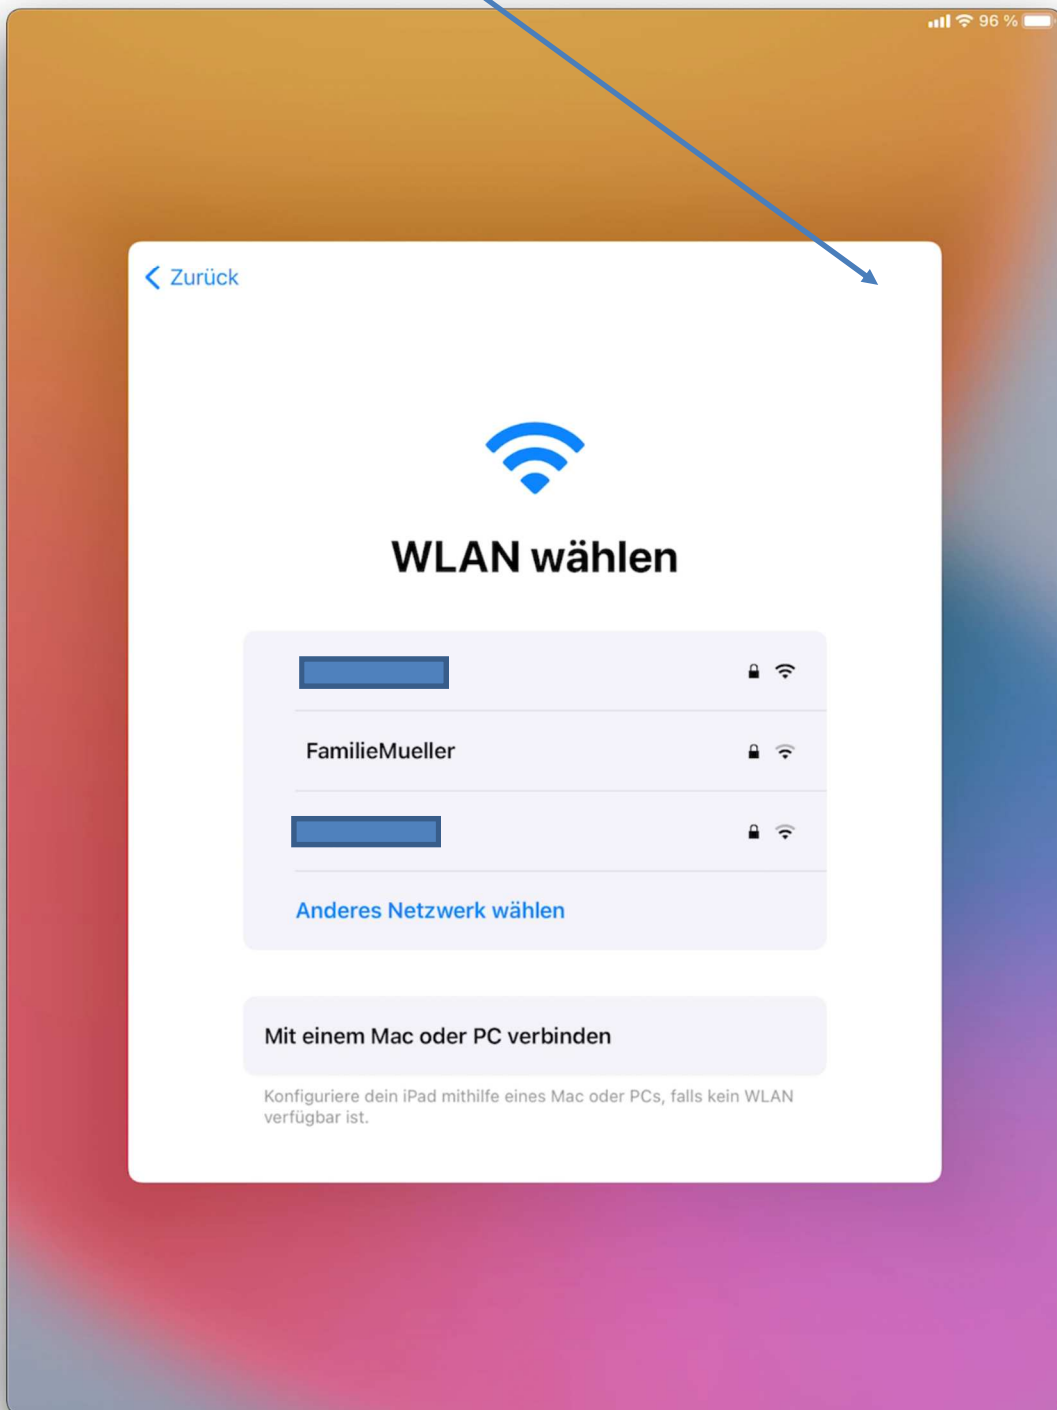 96 %
Zurück
WLAN wählen
FamilieMueller
Anderes Netzwerk wählen
Mit einem Mac oder PC verbinden
Konfiguriere dein iPad mithilfe eines Mac oder PCs, falls kein WLAN
verfügbar ist.